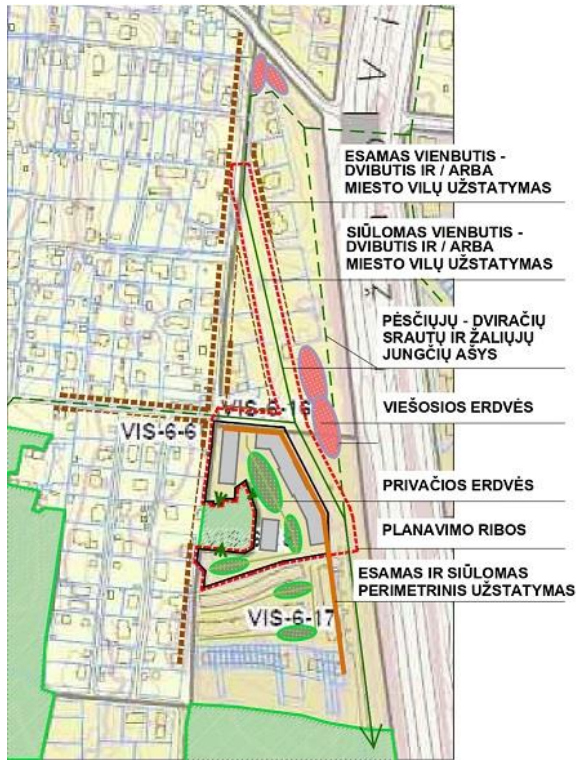 ESAMAS VIENBUTIS -
DVIBUTIS IR / ARBA
MIESTO VILŲ UŽSTATYMAS
SIŪLOMAS VIENBUTIS -
DVIBUTIS IR / ARBA
MIESTO VILŲ UŽSTATYMAS
PĖSČIŲJŲ - DVIRAČIŲ
SRAUTŲ IR ŽALIŲJŲ
JUNGČIŲ AŠYS
VIEŠOSIOS ERDVĖS
VIS-6-16
VIS-6-6
PRIVAČIOS ERDVĖS
PLANAVIMO RIBOS
ESAMAS IR SIŪLOMAS
PERIMETRINIS UŽSTATYMAS
VIS-6-17